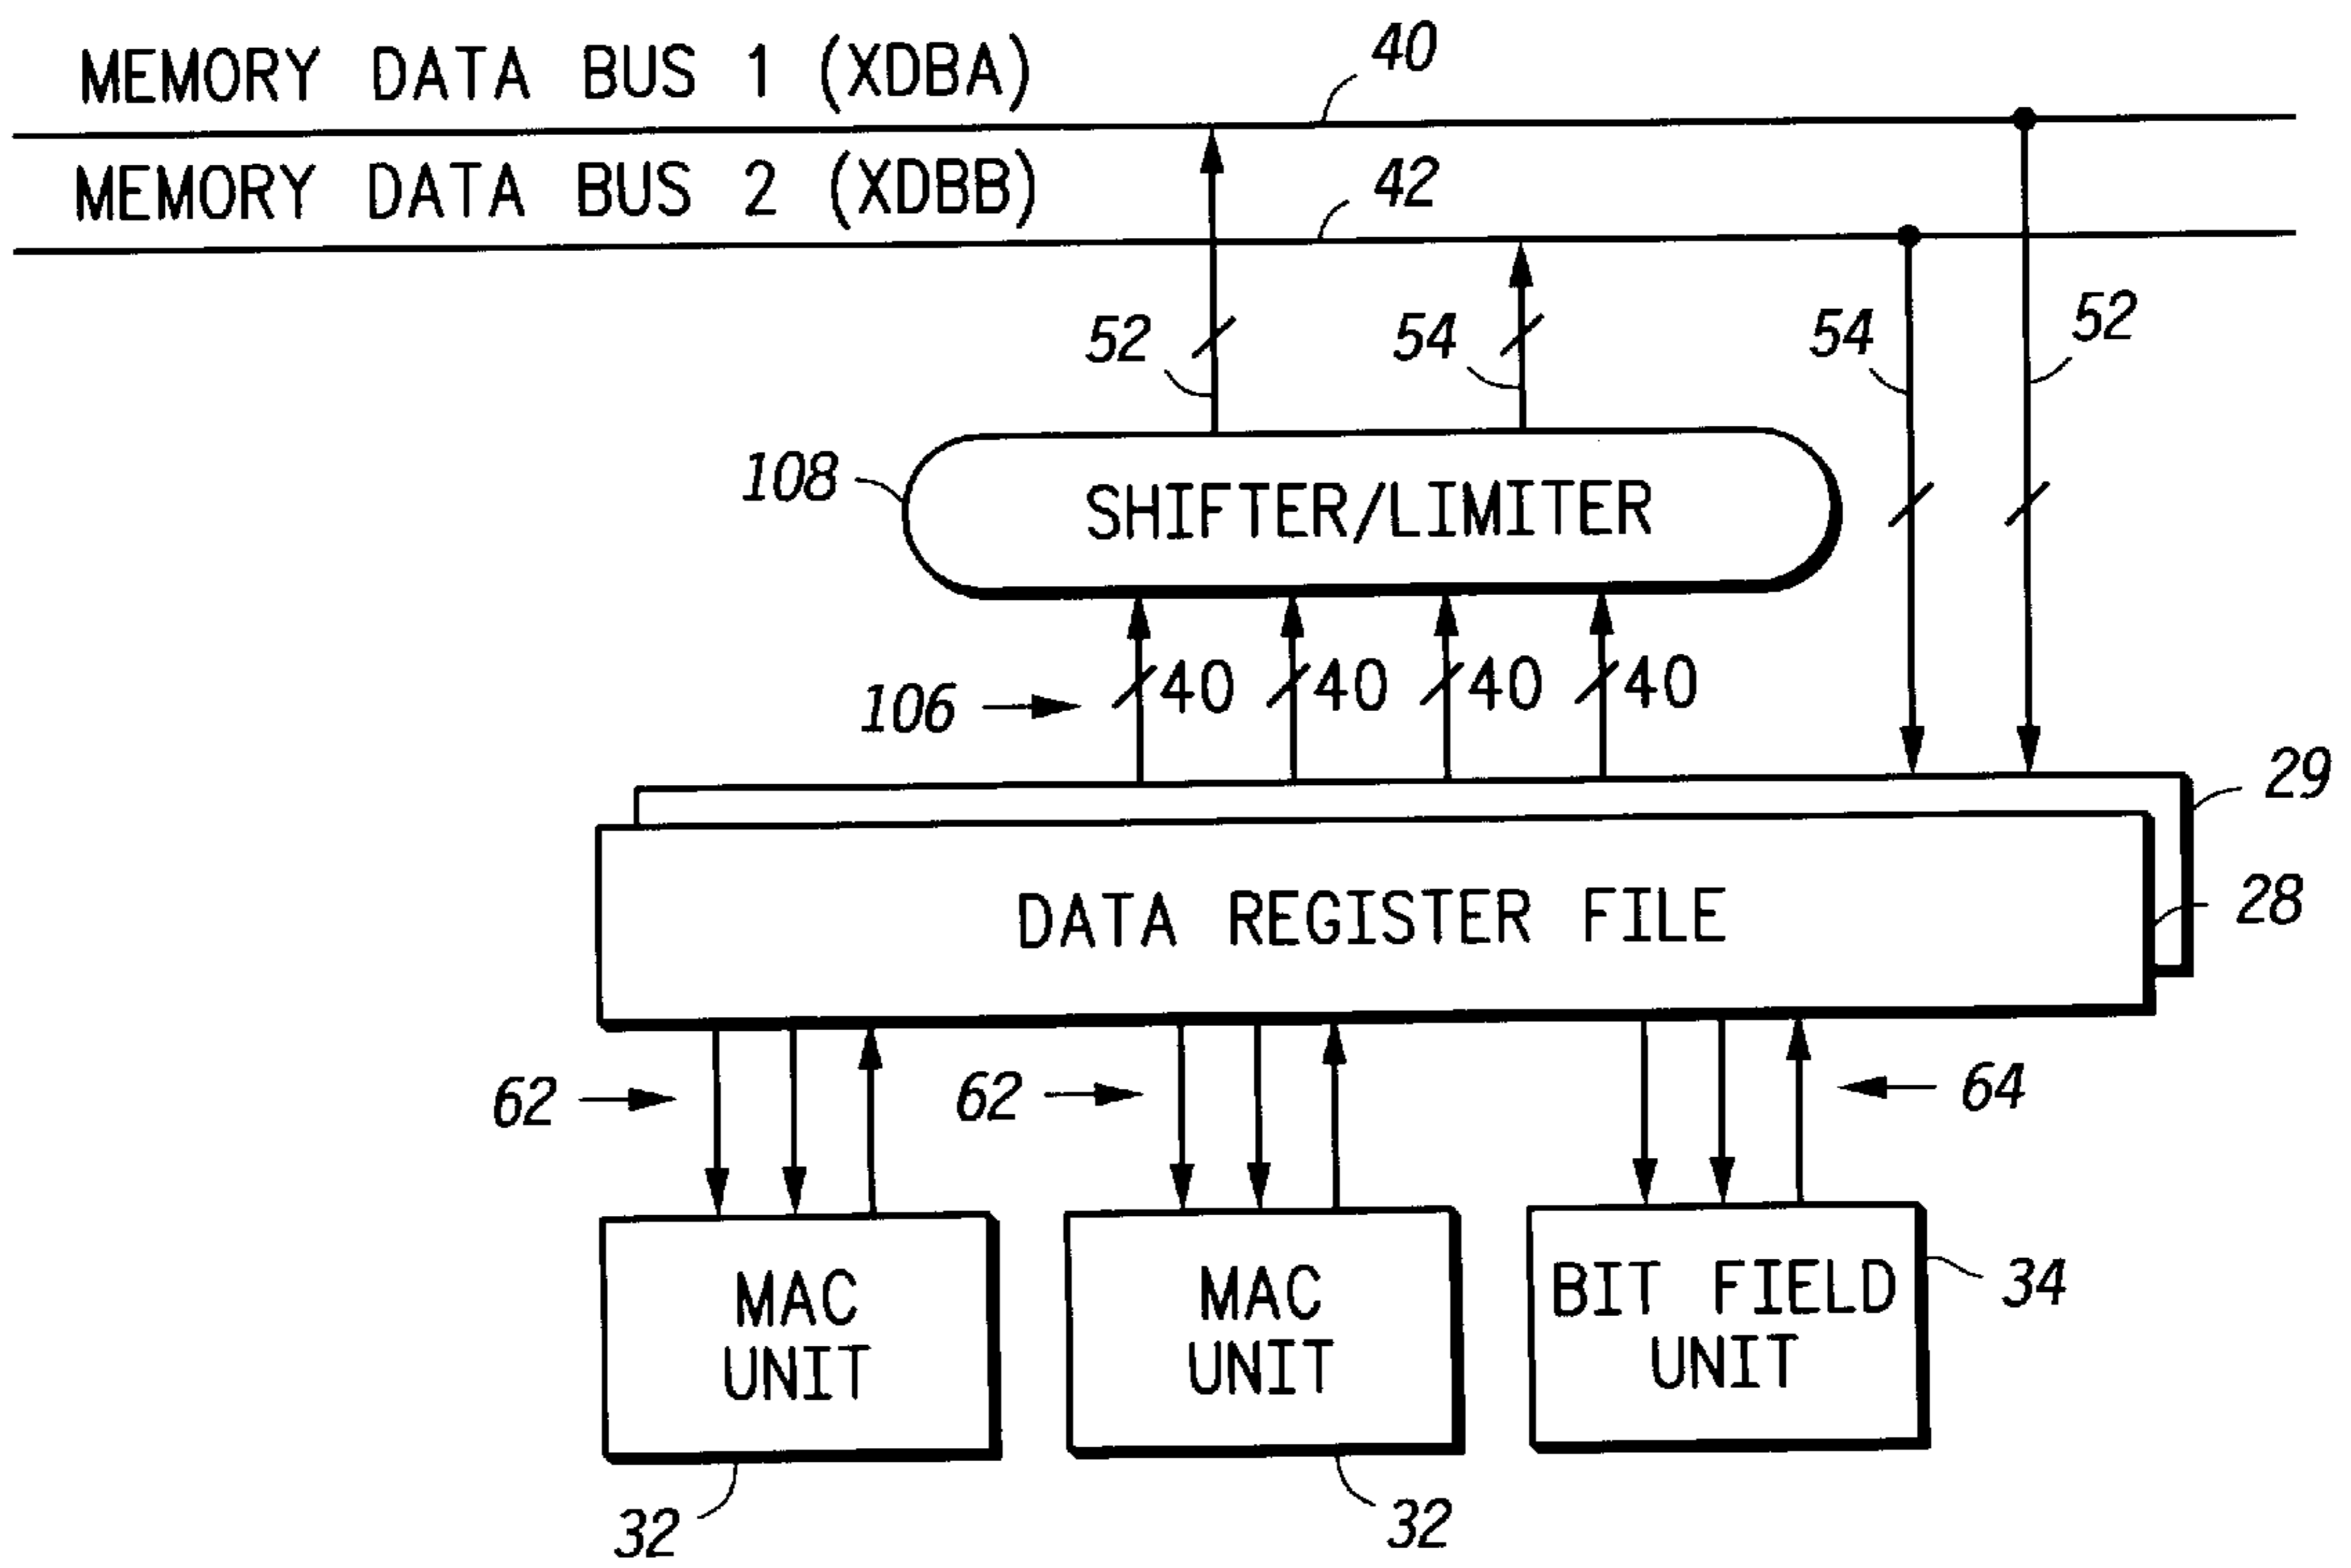 MEMORY DATA BUS 1 (XDBA)
40
MEMORY DATA BUS 2 (XDBB)
42
52
54
54
52
108
SHIFTER/LIMITER
106
40
40
40
40
29
DATA REGISTER FILE
28
62
62
64
MAC
UNIT
MAC
UNIT
BIT FIELD
UNIT
34
32
32